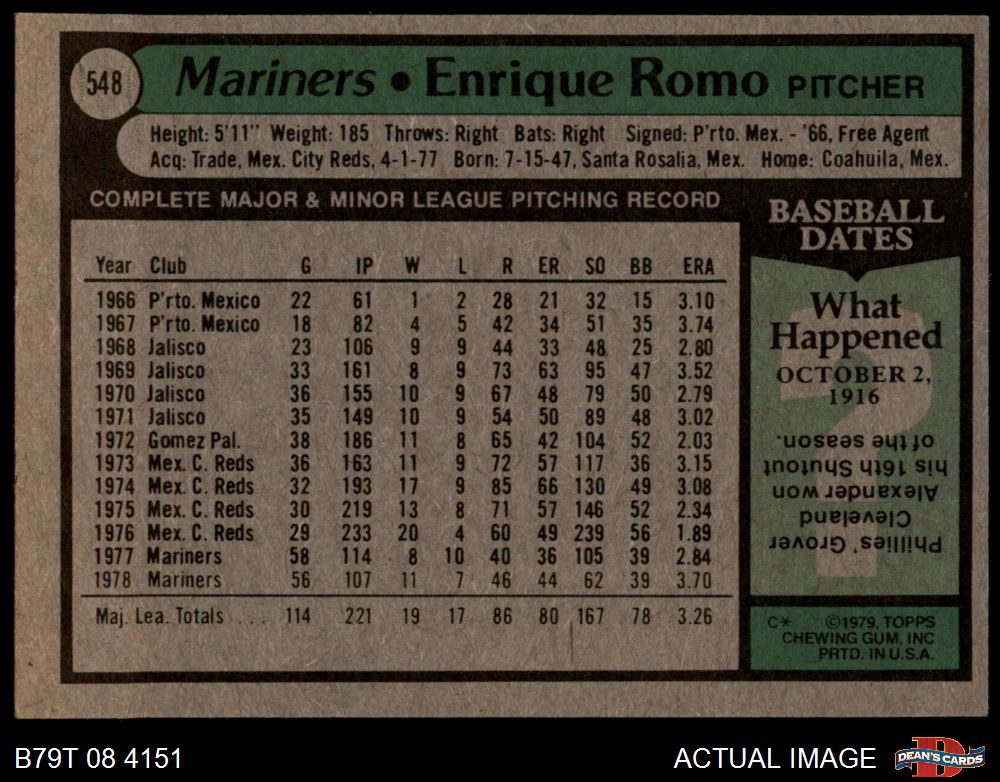 548
Mariners • Enrique Romo PITCHER
Height: 5'11" Weight: 185 Throws: Right Bats: Right Signed: P'rto. Mex. - '66, Free Agent
Acq: Trade, Mex. City Reds, 4-1-77 Born: 7-15-47, Santa Rosalia, Mex. Home: Coahuila, Mex.
COMPLETE MAJOR & MINOR LEAGUE PITCHING RECORD
Year Club G IP W L R ER SO BB ERA
1966 P'rto. Mexico 22 61 1 2 28 21 32 15 3.10
1967 P'rto. Mexico 18 82 4 5 42 34 51 35 3.74
1968 Jalisco 23 106 9 9 44 33 48 25 2.80
1969 Jalisco 33 161 8 9 73 63 95 47 3.52
1970 Jalisco 36 155 10 9 67 48 79 50 2.79
1971 Jalisco 35 149 10 9 54 50 89 48 3.02
1972 Gomez Pal. 38 186 11 8 65 42 104 52 2.03
1973 Mex. C. Reds 36 163 11 9 72 57 117 36 3.15
1974 Mex. C. Reds 32 193 17 9 85 66 130 49 3.08
1975 Mex. C. Reds 30 219 13 8 71 57 146 52 2.34
1976 Mex. C. Reds 29 233 20 4 60 49 239 56 1.89
1977 Mariners 58 114 8 10 40 36 105 39 2.84
1978 Mariners 56 107 11 7 46 44 62 39 3.70
Maj. Lea. Totals . . . 114 221 19 17 86 80 167 78 3.26
BASEBALL
DATES
What
Happened
OCTOBER 2,
1916
?
Phillies' Grover
Cleveland
Alexander won
his 16th Shutout
of the season.
C* ©1979, TOPPS
CHEWING GUM, INC
PRTD. IN U.S.A.
B79T 08 4151
ACTUAL IMAGE
D
DEAN'S CARDS